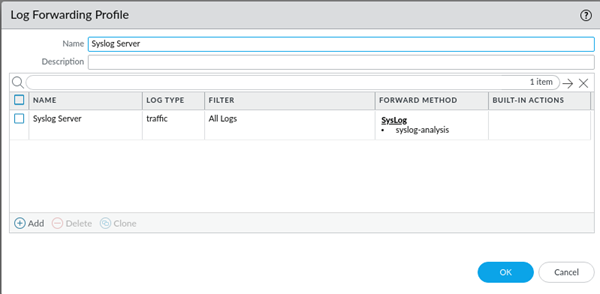 Log Forwarding Profile
Name Syslog Server
Description
1 item
NAME LOG TYPE FILTER FORWARD METHOD BUILT-IN ACTIONS
Syslog Server traffic All Logs SysLog
• syslog-analysis
Add Delete Clone
OK Cancel